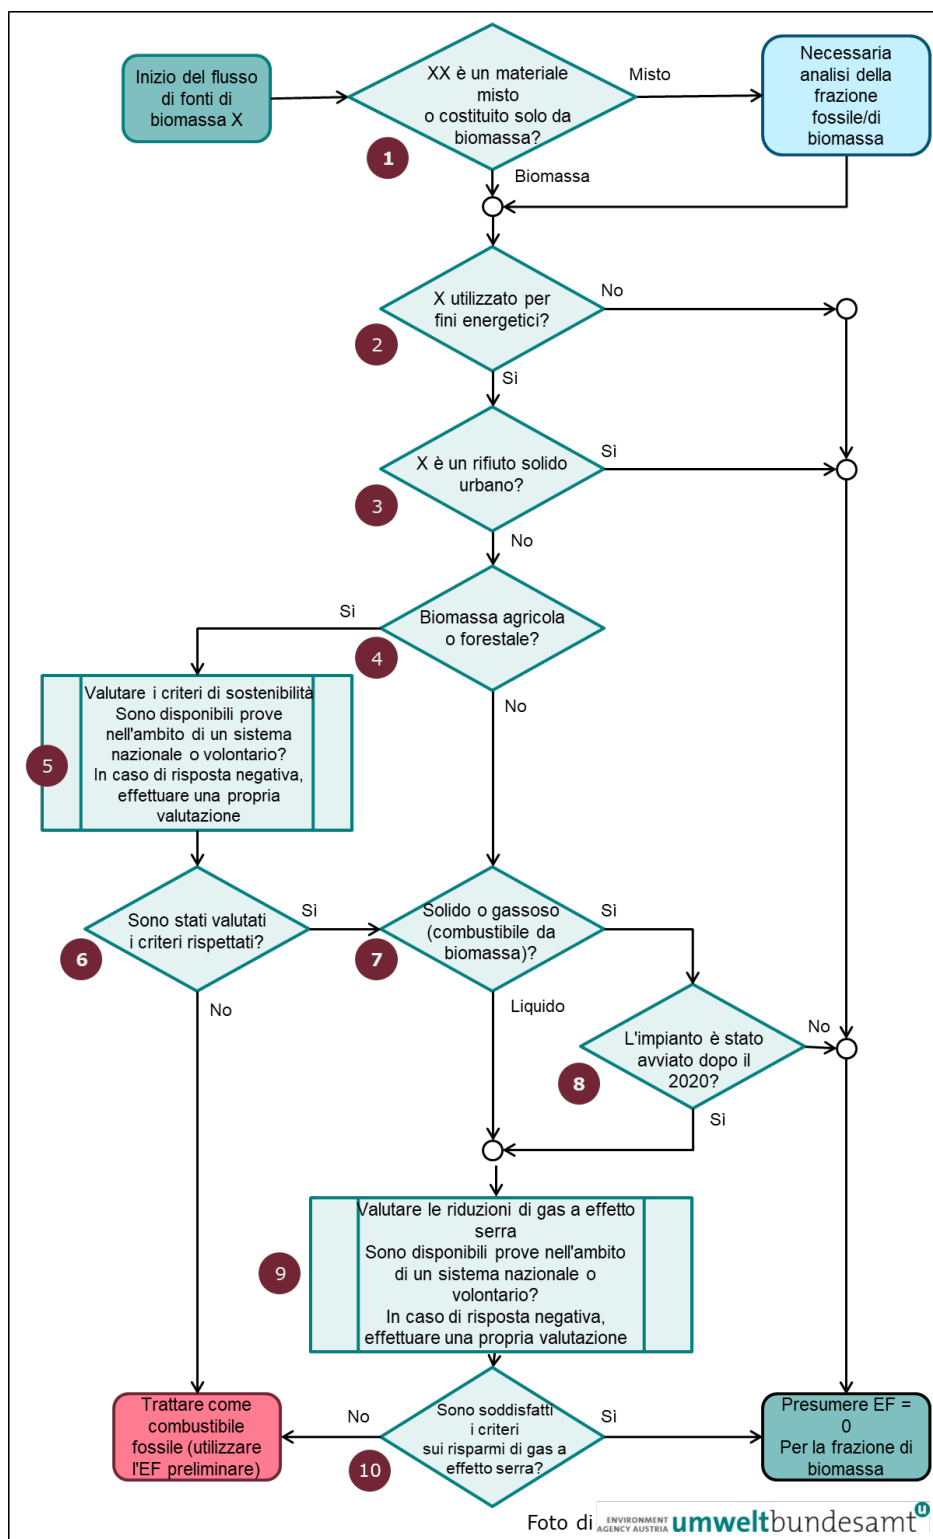 Inizio del flusso
di fonti di
biomassa X
XX è un materiale
misto
o costituito solo da
biomassa?
Misto
Necessaria
analisi della
frazione
fossile/di
biomassa
1
Biomassa
X utilizzato per
fini energetici?
No
2
Sì
X è un rifiuto solido
urbano?
Sì
3
No
Biomassa agricola
o forestale?
Sì
4
No
Valutare i criteri di sostenibilità
Sono disponibili prove
nell'ambito di un sistema
nazionale o volontario?
In caso di risposta negativa,
effettuare una propria
valutazione
5
Sono stati valutati
i criteri rispettati?
Sì
6
No
Solido o gassoso
(combustibile da
biomassa)?
Sì
7
Liquido
L'impianto è stato
avviato dopo il
2020?
No
8
Sì
Valutare le riduzioni di gas a effetto
serra
Sono disponibili prove nell'ambito
di un sistema nazionale o
volontario?
In caso di risposta negativa,
effettuare una propria valutazione
9
Trattare come
combustibile
fossile (utilizzare
l'EF preliminare)
No
Sono soddisfatti
i criteri
sui risparmi di gas a
effetto serra?
Sì
10
Presumere EF =
0
Per la frazione di
biomassa
Foto di
ENVIRONMENT
AGENCY AUSTRIA
umweltbundesamt
u